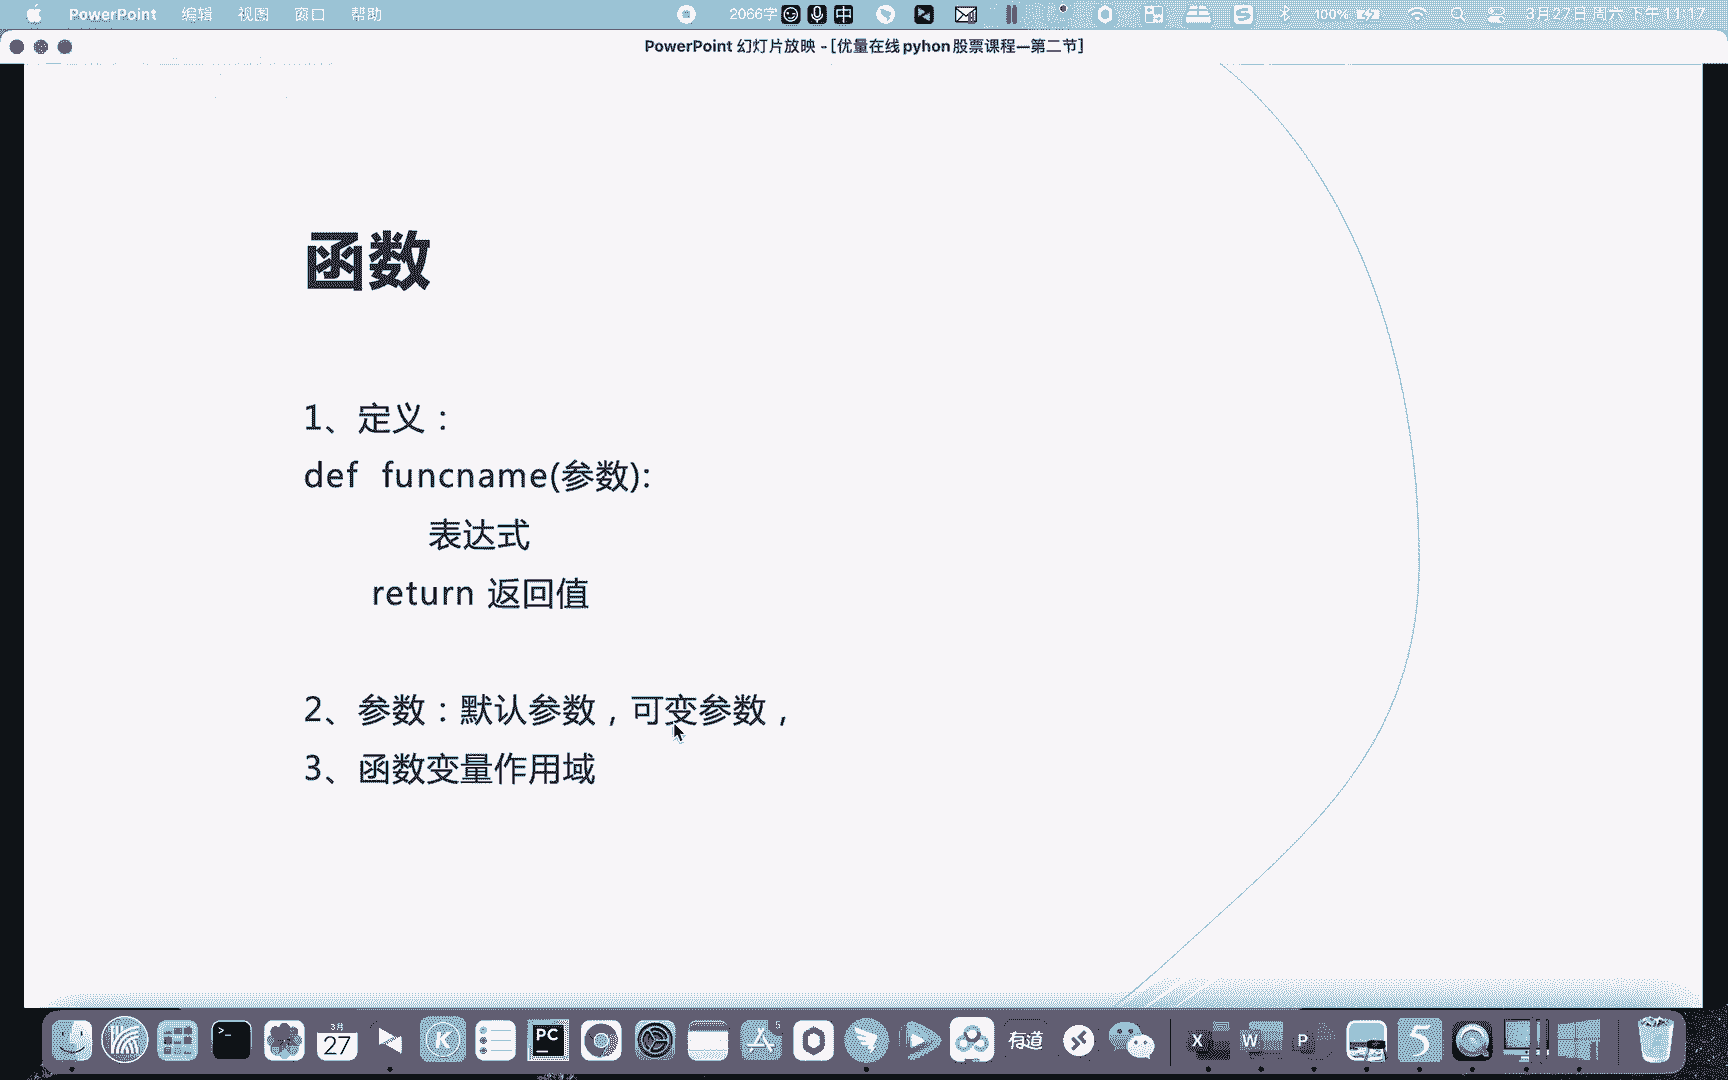 PowerPoint 编辑 视图 窗口 帮助 2066字 中 100% 3月27日 周六 下午 11:17
PowerPoint 幻灯片放映 - [优量在线pyhon股票课程—第二节]
函数
1、定义：
def funcname(参数):
表达式
return 返回值
2、参数：默认参数，可变参数，
3、函数变量作用域
3月
27
PC
5
有道
X
W
P
5